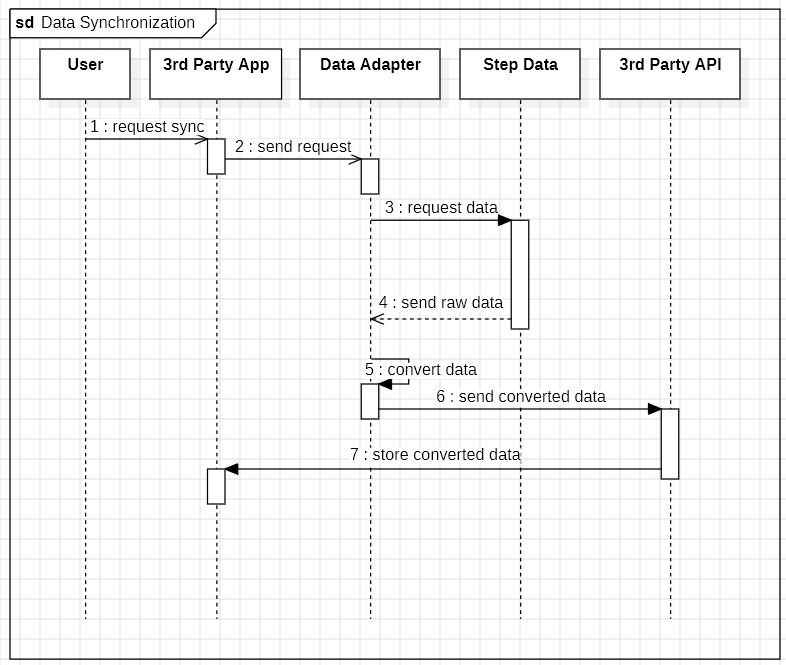 sd Data Synchronization
User
3rd Party App
Data Adapter
Step Data
3rd Party API
1 : request sync
2 : send request
3 : request data
4 : send raw data
5 : convert data
6 : send converted data
7 : store converted data